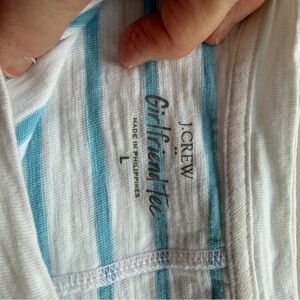 J.CREW
Girlfriend Tee
MADE IN PHILIPPINES
L